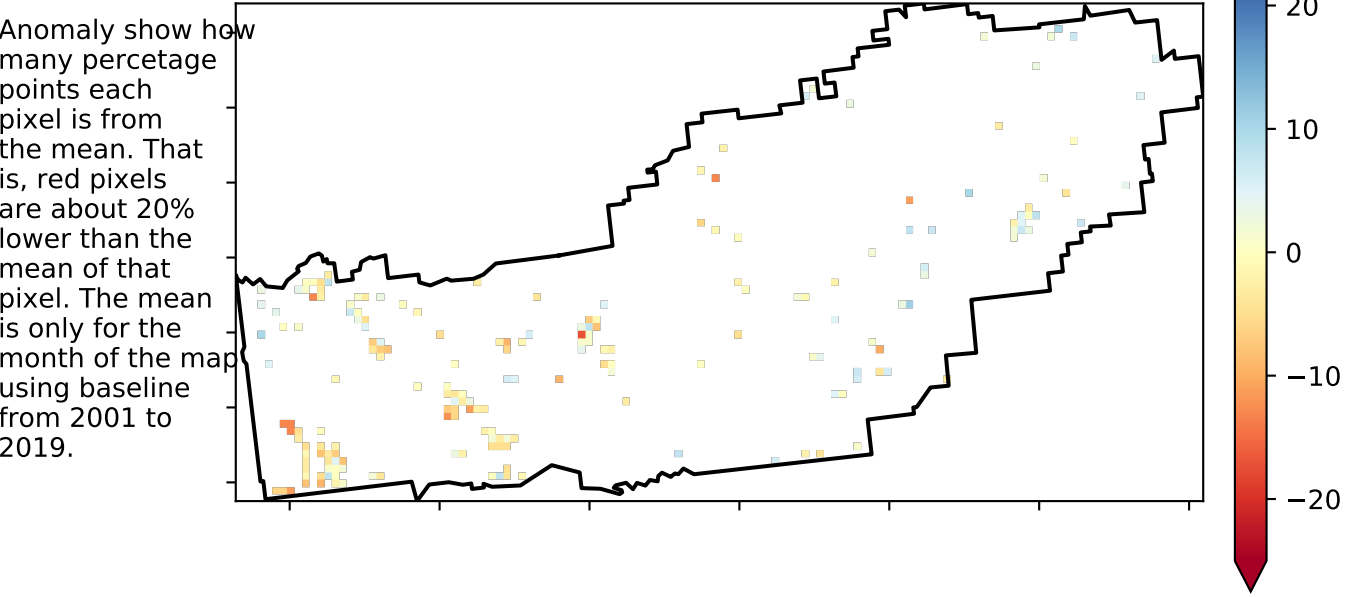 Anomaly show how
many percetage
points each
pixel is from
the mean. That
is, red pixels
are about 20%
lower than the
mean of that
pixel. The mean
is only for the
month of the map
using baseline
from 2001 to
2019.
20
10
0
−10
−20